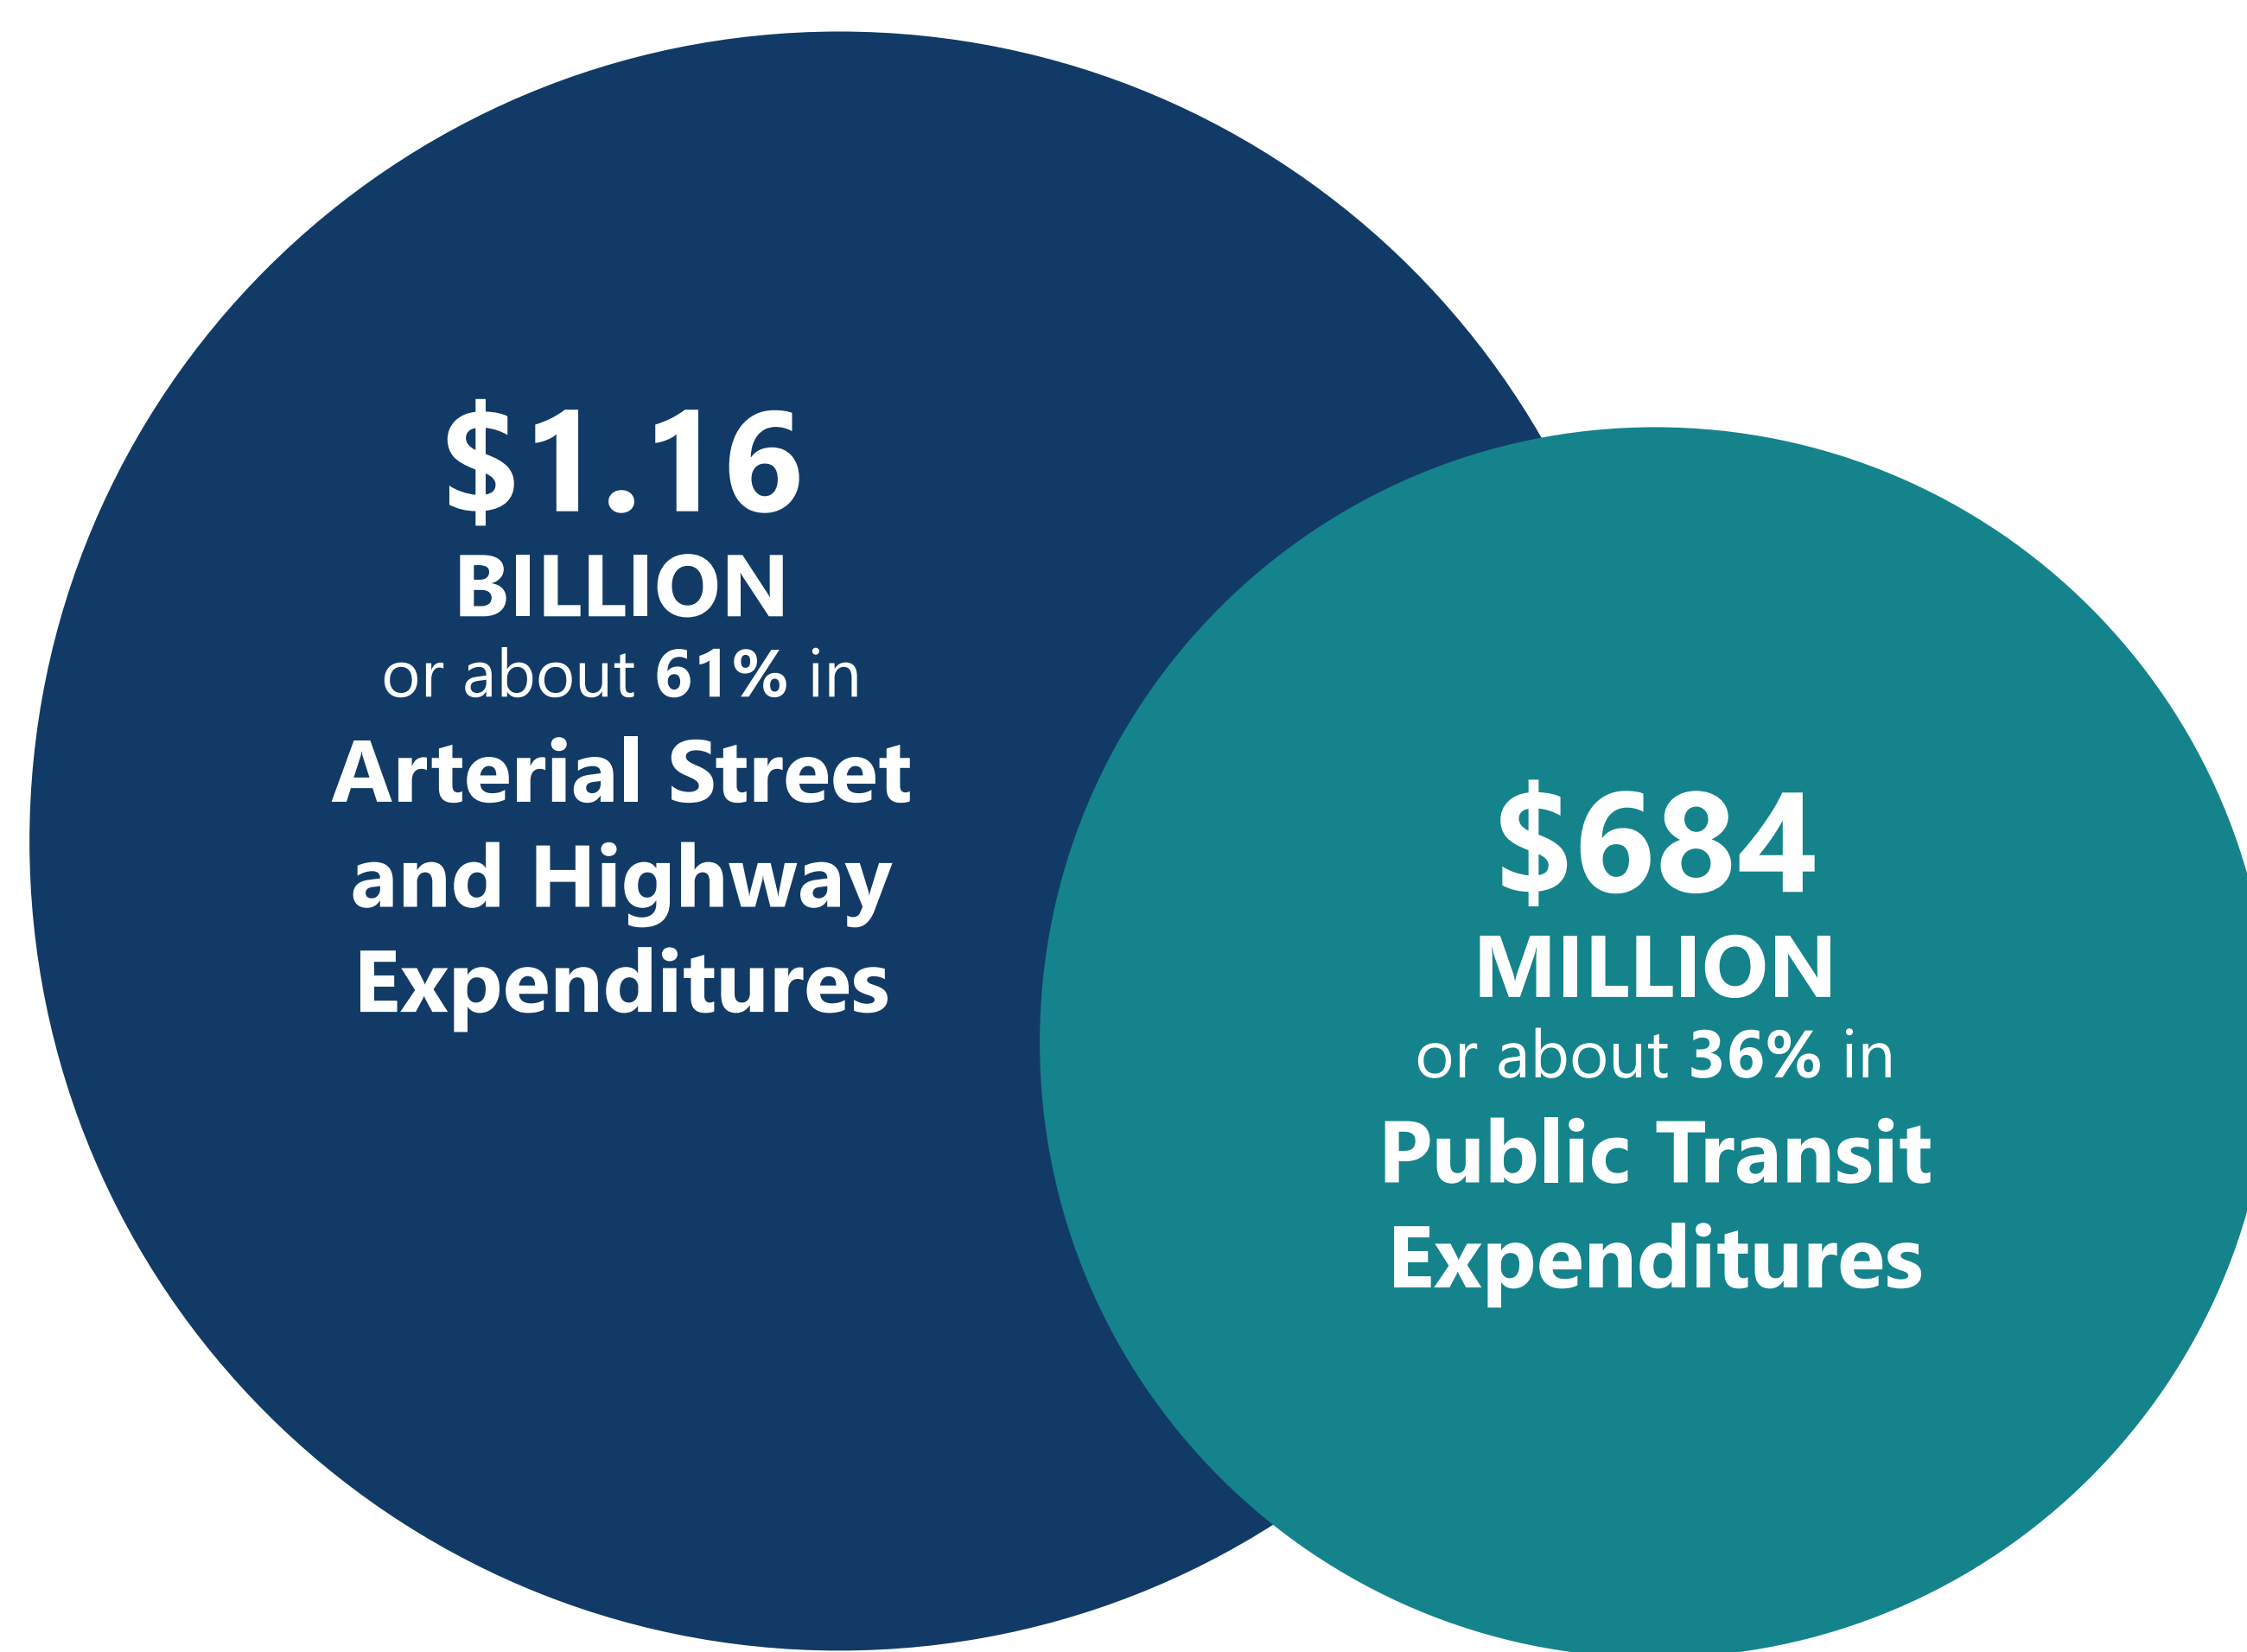 $1.16
BILLION
or about 61% in
Arterial Street
and Highway
Expenditures
$684
MILLION
or about 36% in
Public Transit
Expenditures